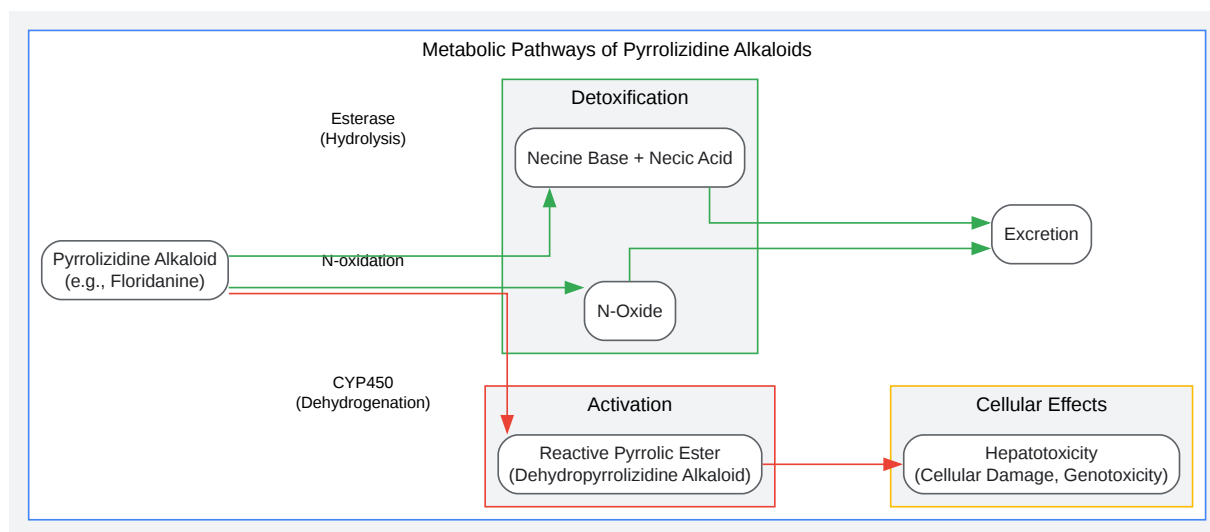 Metabolic Pathways of Pyrrolizidine Alkaloids
Detoxification
Esterase
(Hydrolysis)
Necine Base + Necic Acid
Excretion
Pyrrolizidine Alkaloid
(e.g., Floridanine)
N-oxidation
N-Oxide
CYP450
(Dehydrogenation)
Activation
Reactive Pyrrolic Ester
(Dehydropyrrolizidine Alkaloid)
Cellular Effects
Hepatotoxicity
(Cellular Damage, Genotoxicity)